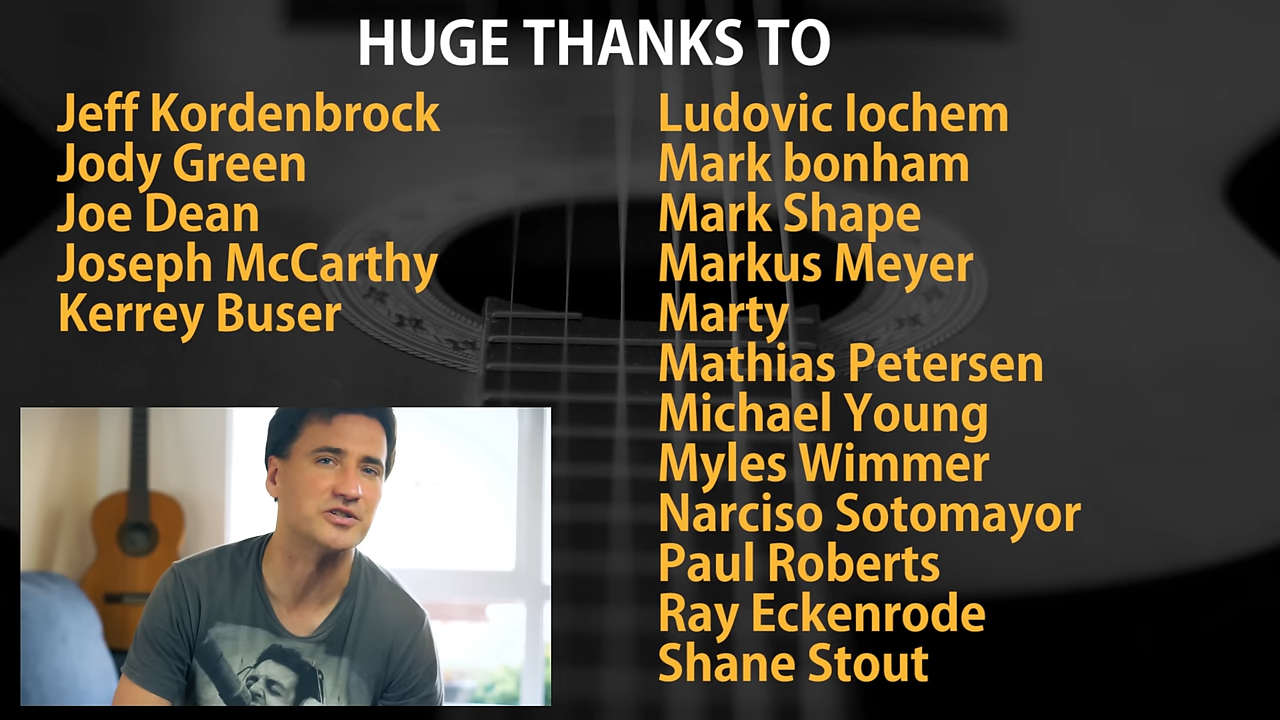 HUGE THANKS TO
Jeff Kordenbrock
Jody Green
Joe Dean
Joseph McCarthy
Kerrey Buser
Ludovic Iochem
Mark bonham
Mark Shape
Markus Meyer
Marty
Mathias Petersen
Michael Young
Myles Wimmer
Narciso Sotomayor
Paul Roberts
Ray Eckenrode
Shane Stout